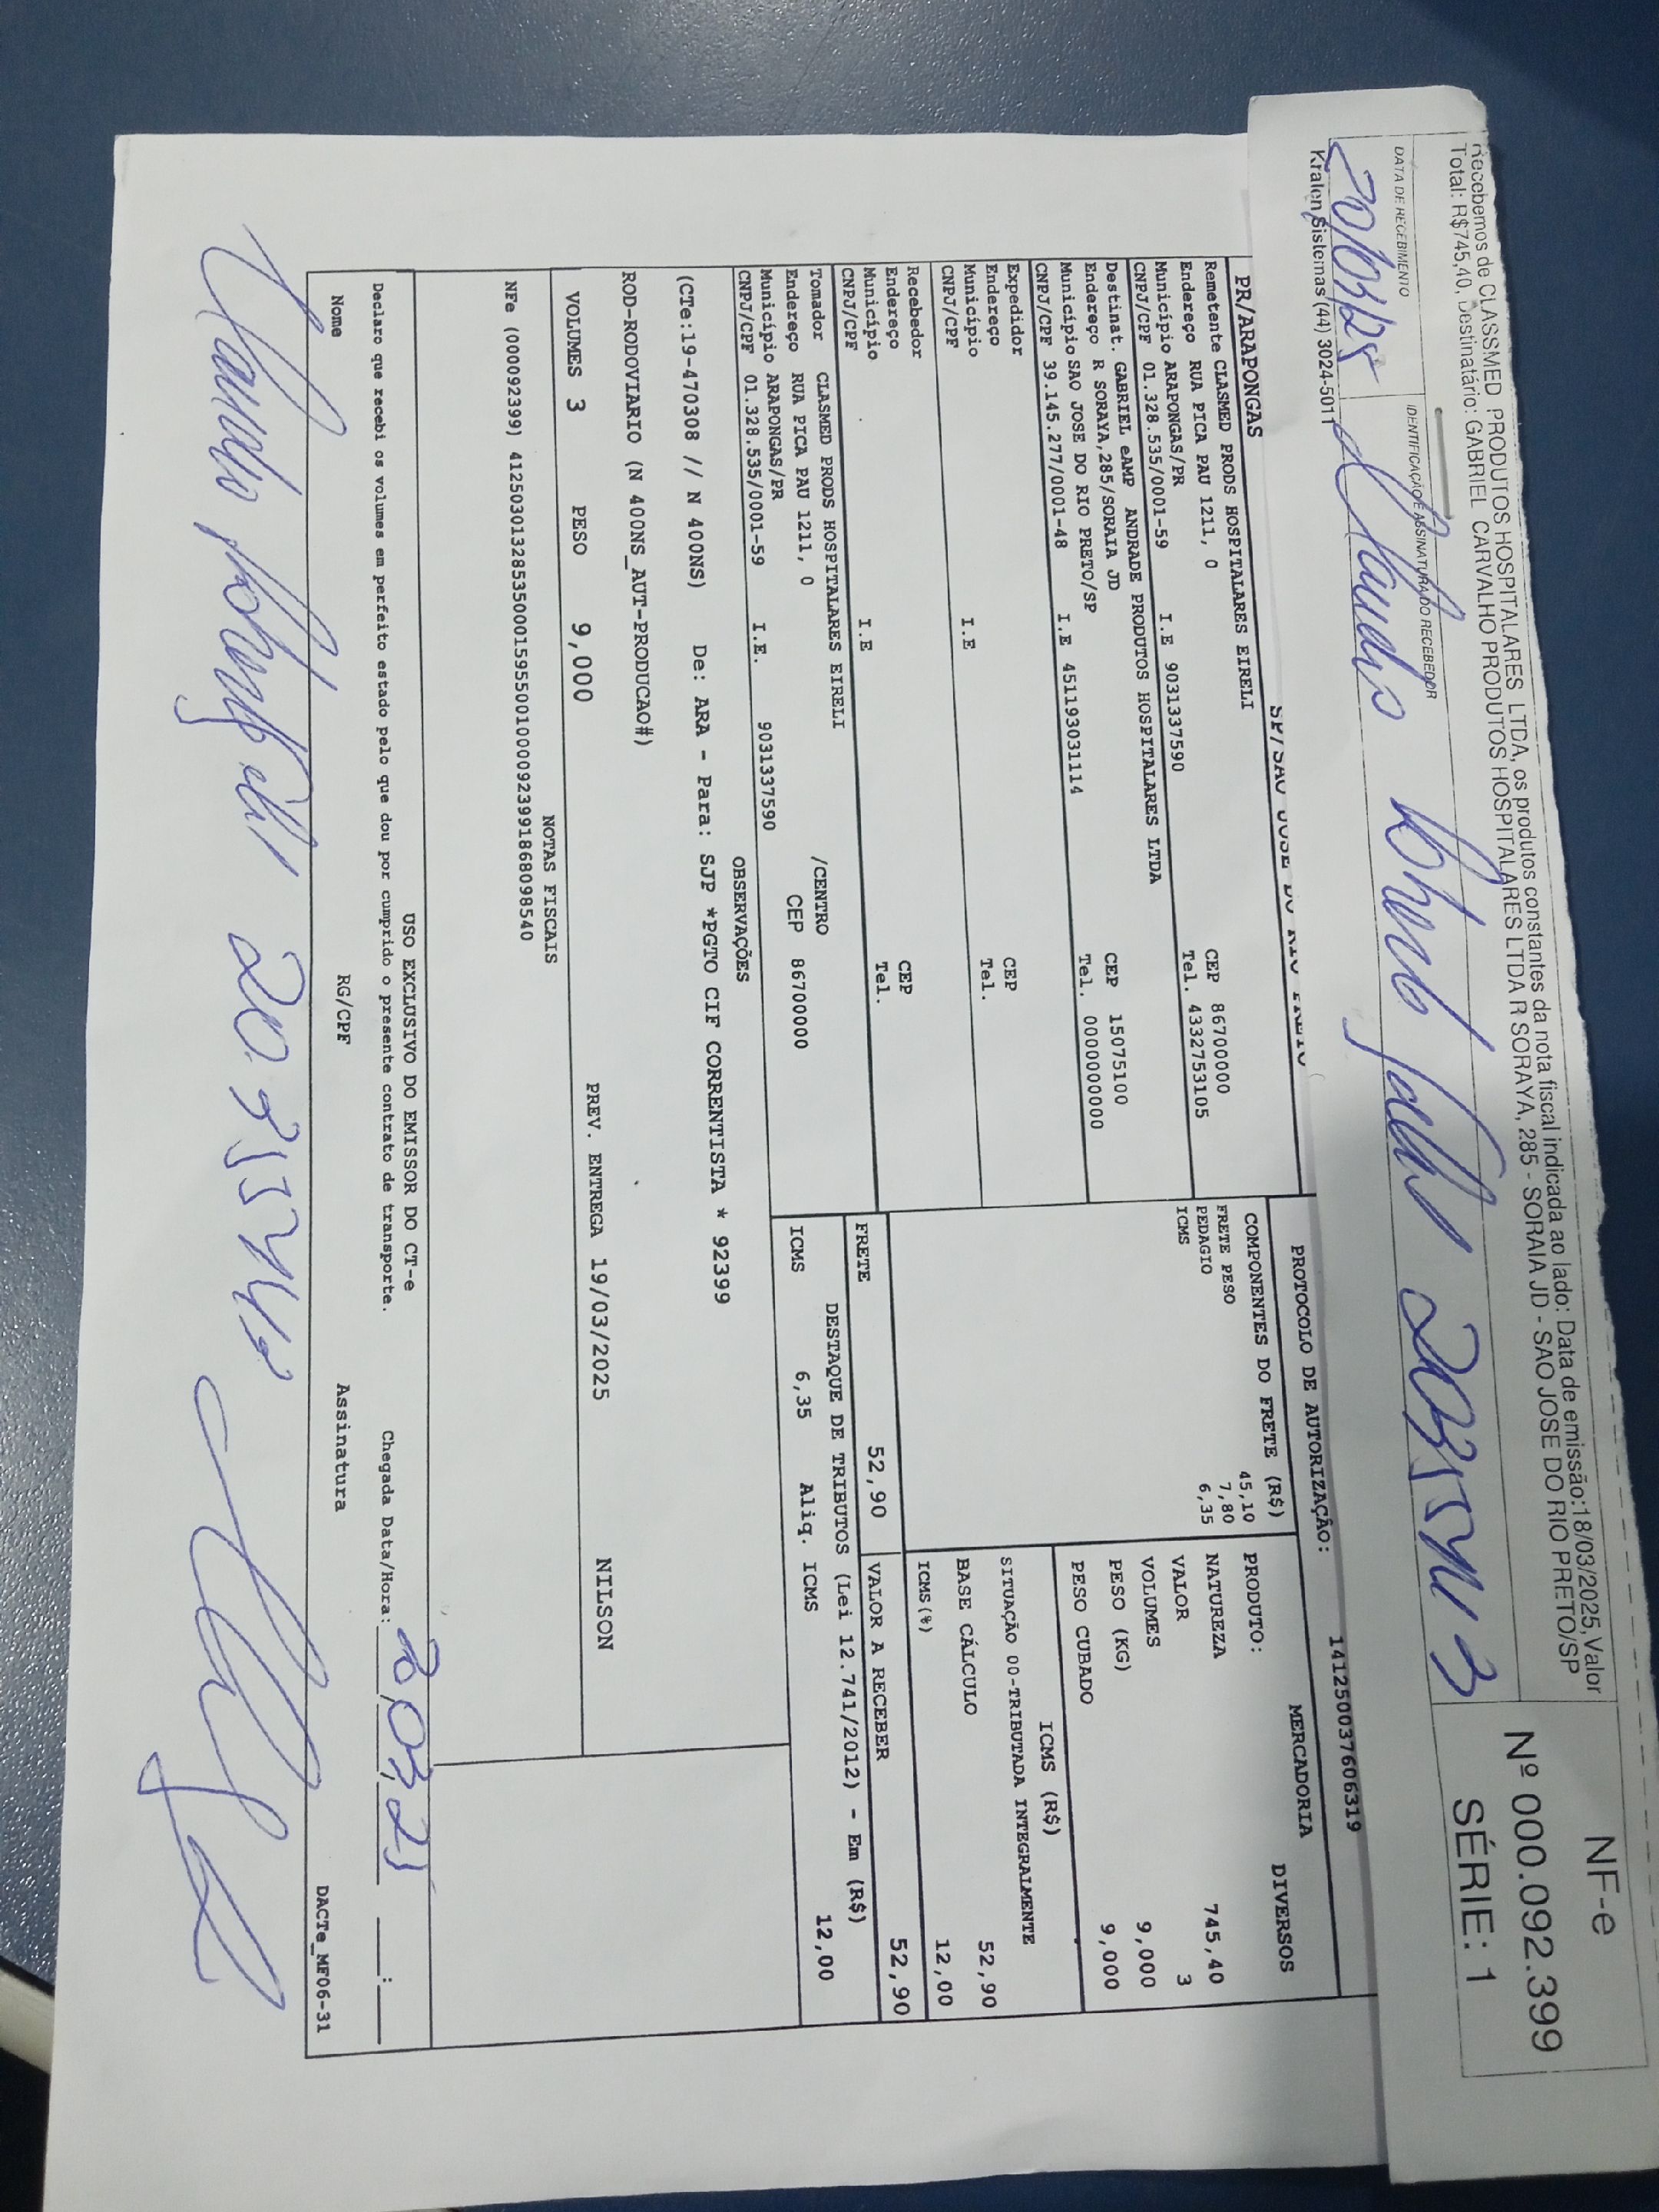 Recebemos de CLASSMED PRODUTOS HOSPITALARES LTDA, os produtos constantes da nota fiscal indicada ao lado: Data de emissão:18/03/2025,Valor
Total: R$745,40, Destinatário: GABRIEL CARVALHO PRODUTOS HOSPITALARES LTDA R SORAYA, 285 - SORAIA JD - SAO JOSE DO RIO PRETO/SP
NF-e
Nº 000.092.399
SÉRIE: 1
DATA DE RECEBIMENTO
IDENTIFICAÇÃO E ASSINATURA DO RECEBEDOR
20/03/25
Kralen Sistemas (44) 3024-5011
SP/SAO JOSE DO RIO PRETO
PROTOCOLO DE AUTORIZAÇÃO: 141250037606319
PR/ARAPONGAS
Remetente CLASMED PRODS HOSPITALARES EIRELI
Endereço RUA PICA PAU 1211, 0 CEP 86700000
Município ARAPONGAS/PR Tel. 4332753105
CNPJ/CPF 01.328.535/0001-59 I.E 9031337590
Destinat. GABRIEL eAMP ANDRADE PRODUTOS HOSPITALARES LTDA
Endereço R SORAYA,285/SORAIA JD CEP 15075100
Município SAO JOSE DO RIO PRETO/SP Tel. 00000000000
CNPJ/CPF 39.145.277/0001-48 I.E 451193031114
Expedidor
Endereço CEP
Município Tel.
CNPJ/CPF I.E
Recebedor
Endereço CEP
Município Tel.
CNPJ/CPF I.E
Tomador CLASMED PRODS HOSPITALARES EIRELI
Endereço RUA PICA PAU 1211, 0 /CENTRO
Município ARAPONGAS/PR CEP 86700000
CNPJ/CPF 01.328.535/0001-59 I.E. 9031337590
COMPONENTES DO FRETE (R$)
FRETE PESO 45,10
PEDAGIO 7,80
ICMS 6,35
MERCADORIA
PRODUTO: DIVERSOS
NATUREZA
VALOR 745,40
VOLUMES 3
PESO (KG) 9,000
PESO CUBADO 9,000
ICMS (R$)
SITUAÇÃO 00-TRIBUTADA INTEGRALMENTE
BASE CÁLCULO 52,90
ICMS(%) 12,00
FRETE 52,90
VALOR A RECEBER 52,90
DESTAQUE DE TRIBUTOS (Lei 12.741/2012) - Em (R$)
ICMS 6,35 Aliq. ICMS 12,00
OBSERVAÇÕES
(CTe:19-470308 // N 400NS) De: ARA - Para: SJP *PGTO CIF CORRENTISTA * 92399
ROD-RODOVIARIO (N 400NS_AUT-PRODUCAO#)
VOLUMES 3 PESO 9,000 PREV. ENTREGA 19/03/2025 NILSON
NOTAS FISCAIS
NFe (000092399) 41250301328535000159550010000923991868098540
USO EXCLUSIVO DO EMISSOR DO CT-e
Declaro que recebi os volumes em perfeito estado pelo que dou por cumprido o presente contrato de transporte. Chegada Data/Hora:
Nome RG/CPF Assinatura DACTe_MF06-31